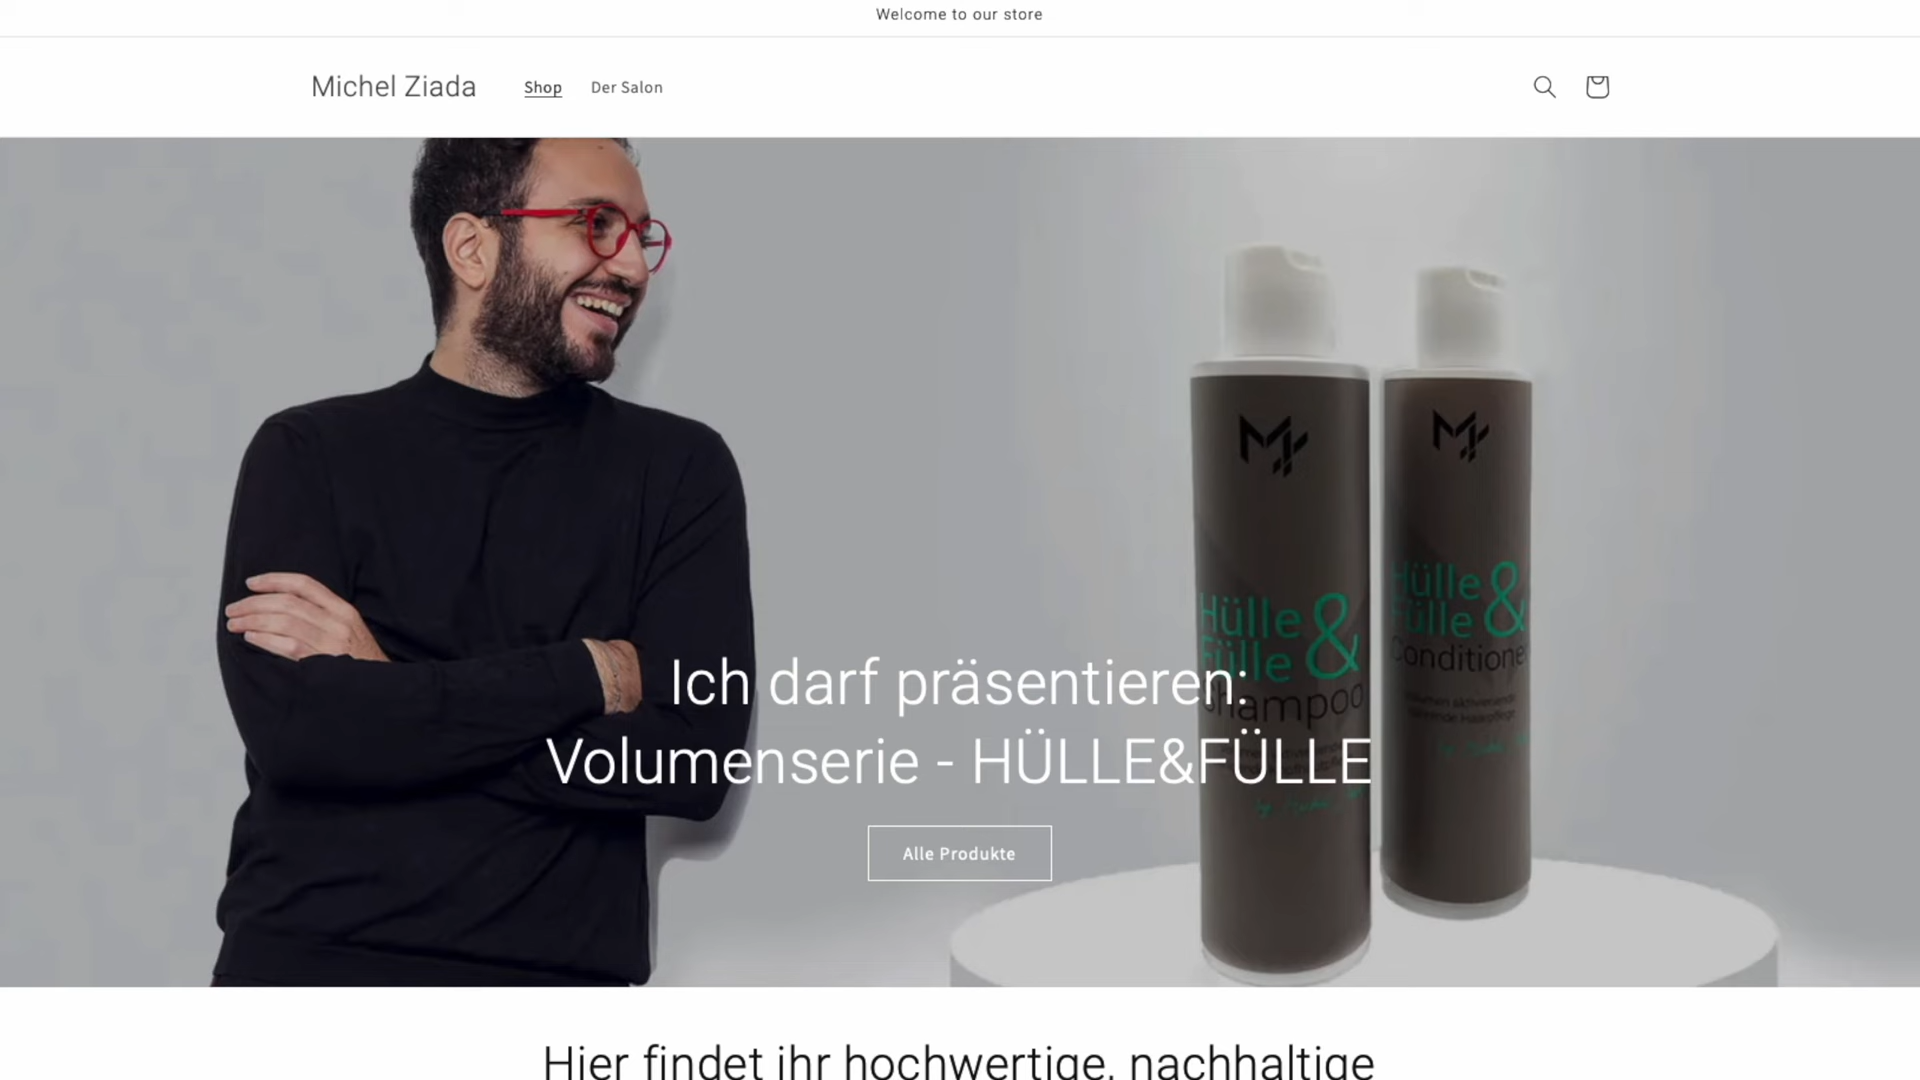 Welcome to our store
Michel Ziada
Shop
Der Salon
Hülle &
Fülle
Conditioner
Hülle &
Fülle
Shampoo
Ich darf präsentieren:
Volumenserie - HÜLLE&FÜLLE
Alle Produkte
Hier findet ihr hochwertige, nachhaltige